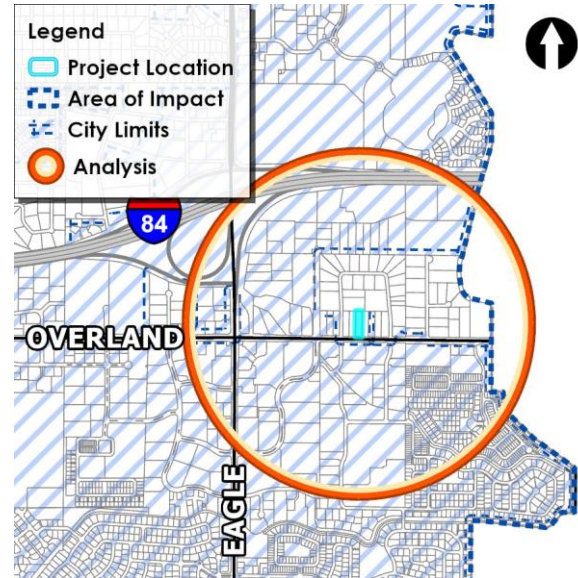 Legend
Project Location
Area of Impact
City Limits
Analysis
84
OVERLAND
EAGLE